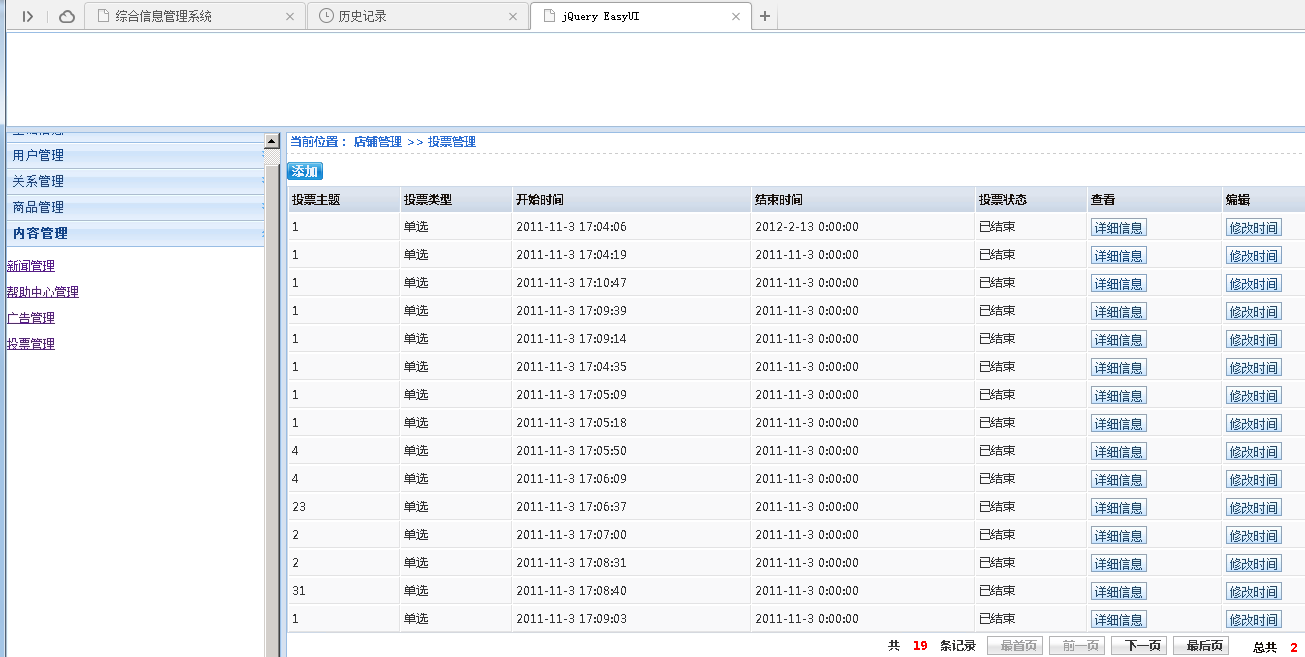 综合信息管理系统 历史记录 jQuery EasyUI
用户管理
关系管理
商品管理
内容管理
新闻管理
帮助中心管理
广告管理
投票管理
当前位置： 店铺管理 >> 投票管理
添加
投票主题 投票类型 开始时间 结束时间 投票状态 查看 编辑
1 单选 2011-11-3 17:04:06 2012-2-13 0:00:00 已结束 详细信息 修改时间
1 单选 2011-11-3 17:04:19 2011-11-3 0:00:00 已结束 详细信息 修改时间
1 单选 2011-11-3 17:10:47 2011-11-3 0:00:00 已结束 详细信息 修改时间
1 单选 2011-11-3 17:09:39 2011-11-3 0:00:00 已结束 详细信息 修改时间
1 单选 2011-11-3 17:09:14 2011-11-3 0:00:00 已结束 详细信息 修改时间
1 单选 2011-11-3 17:04:35 2011-11-3 0:00:00 已结束 详细信息 修改时间
1 单选 2011-11-3 17:05:09 2011-11-3 0:00:00 已结束 详细信息 修改时间
1 单选 2011-11-3 17:05:18 2011-11-3 0:00:00 已结束 详细信息 修改时间
4 单选 2011-11-3 17:05:50 2011-11-3 0:00:00 已结束 详细信息 修改时间
4 单选 2011-11-3 17:06:09 2011-11-3 0:00:00 已结束 详细信息 修改时间
23 单选 2011-11-3 17:06:37 2011-11-3 0:00:00 已结束 详细信息 修改时间
2 单选 2011-11-3 17:07:00 2011-11-3 0:00:00 已结束 详细信息 修改时间
2 单选 2011-11-3 17:08:31 2011-11-3 0:00:00 已结束 详细信息 修改时间
31 单选 2011-11-3 17:08:40 2011-11-3 0:00:00 已结束 详细信息 修改时间
1 单选 2011-11-3 17:09:03 2011-11-3 0:00:00 已结束 详细信息 修改时间
共 19 条记录 最首页 前一页 下一页 最后页 总共 2